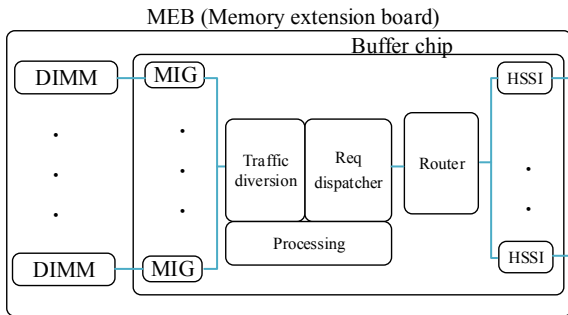 MEB (Memory extension board)
Buffer chip
DIMM
MIG
HSSI
Traffic
diversion
Req
dispatcher
Router
Processing
DIMM
MIG
HSSI